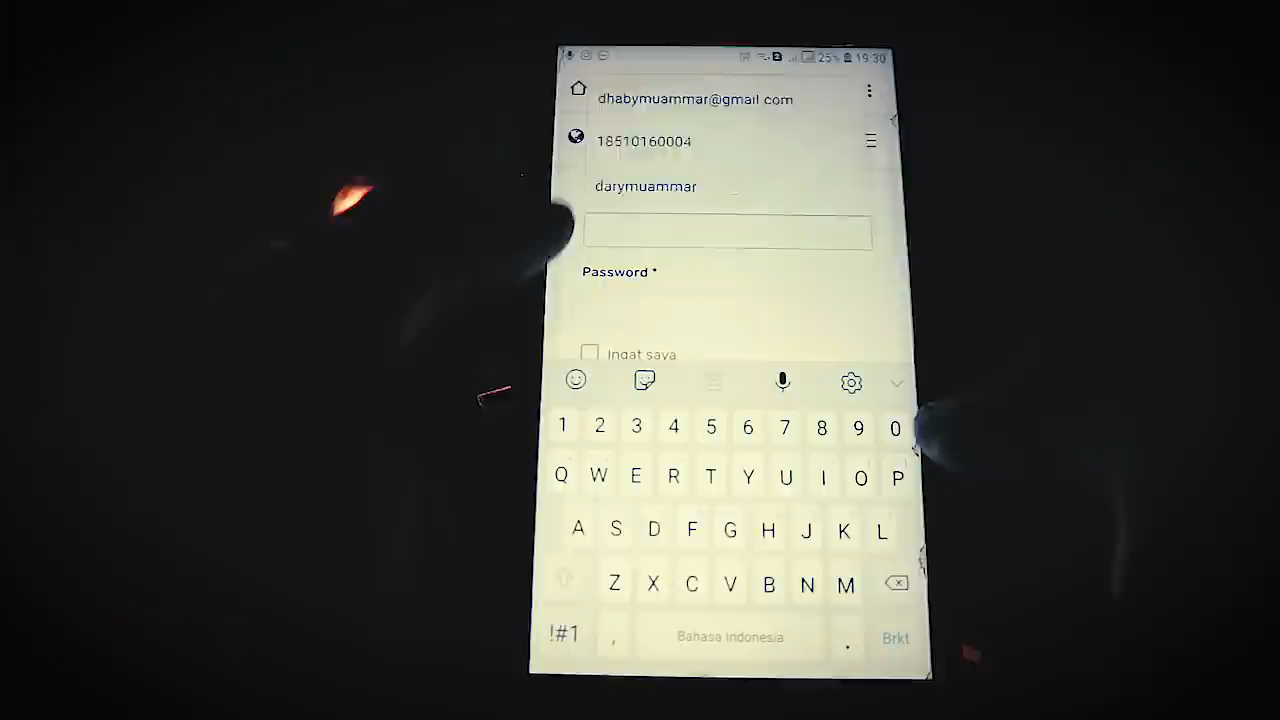 25% 19:30
dhabymuammar@gmail com
18510160004
darymuammar
Password *
Ingat saya
1 2 3 4 5 6 7 8 9 0
Q W E R T Y U I O P
A S D F G H J K L
Z X C V B N M
!#1 , Bahasa Indonesia . Brkt